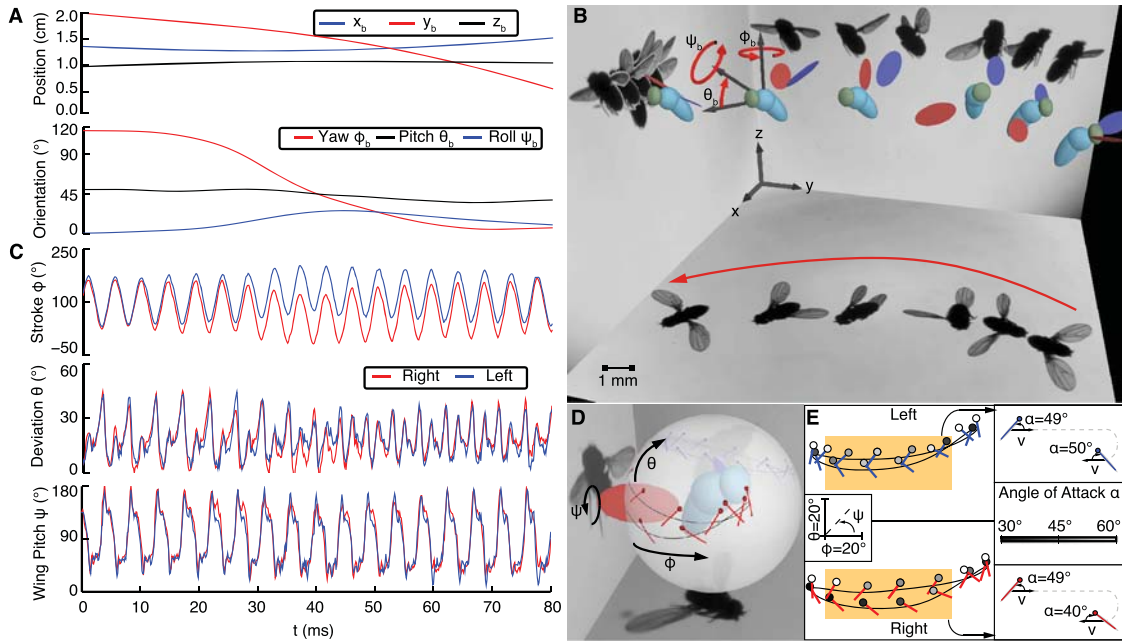 A
Position (cm)
2.0
1.5
1.0
0.5
0.0
x_b y_b z_b
Orientation (°)
120
90
45
0
Yaw ϕ_b Pitch θ_b Roll ψ_b
C
Stroke ϕ (°)
250
100
−50
Deviation θ (°)
60
30
0
Right Left
Wing Pitch ψ (°)
180
90
0
0 10 20 30 40 50 60 70 80
t (ms)
B
ψ_b
ϕ_b
θ_b
z
y
x
1 mm
D
θ
ψ
ϕ
E
Left
α=49°
v
α=50°
v
θ=20°
ψ
ϕ=20°
Angle of Attack α
30° 45° 60°
α=49°
v
α=40°
v
Right